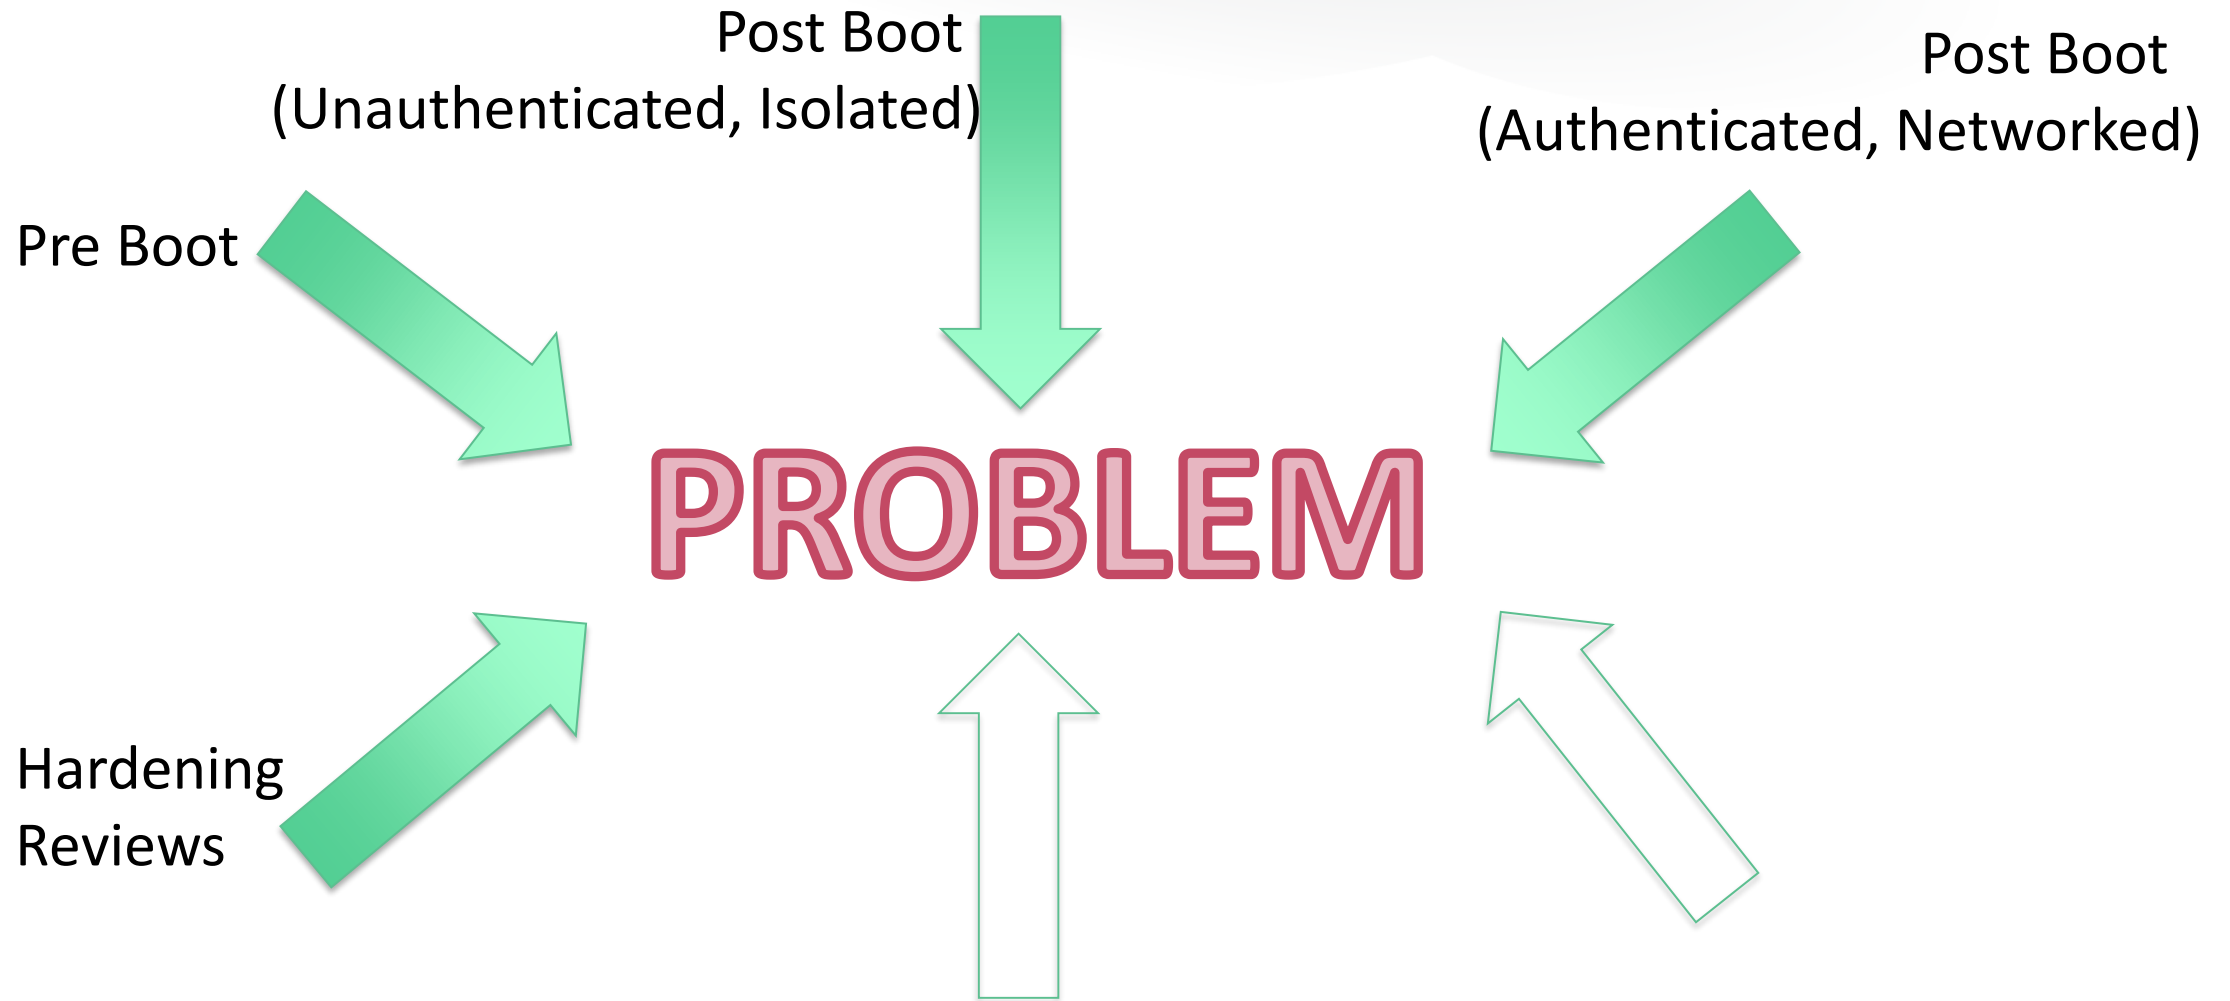 Post Boot
(Unauthenticated, Isolated)
Post Boot
(Authenticated, Networked)
Pre Boot
PROBLEM
Hardening
Reviews